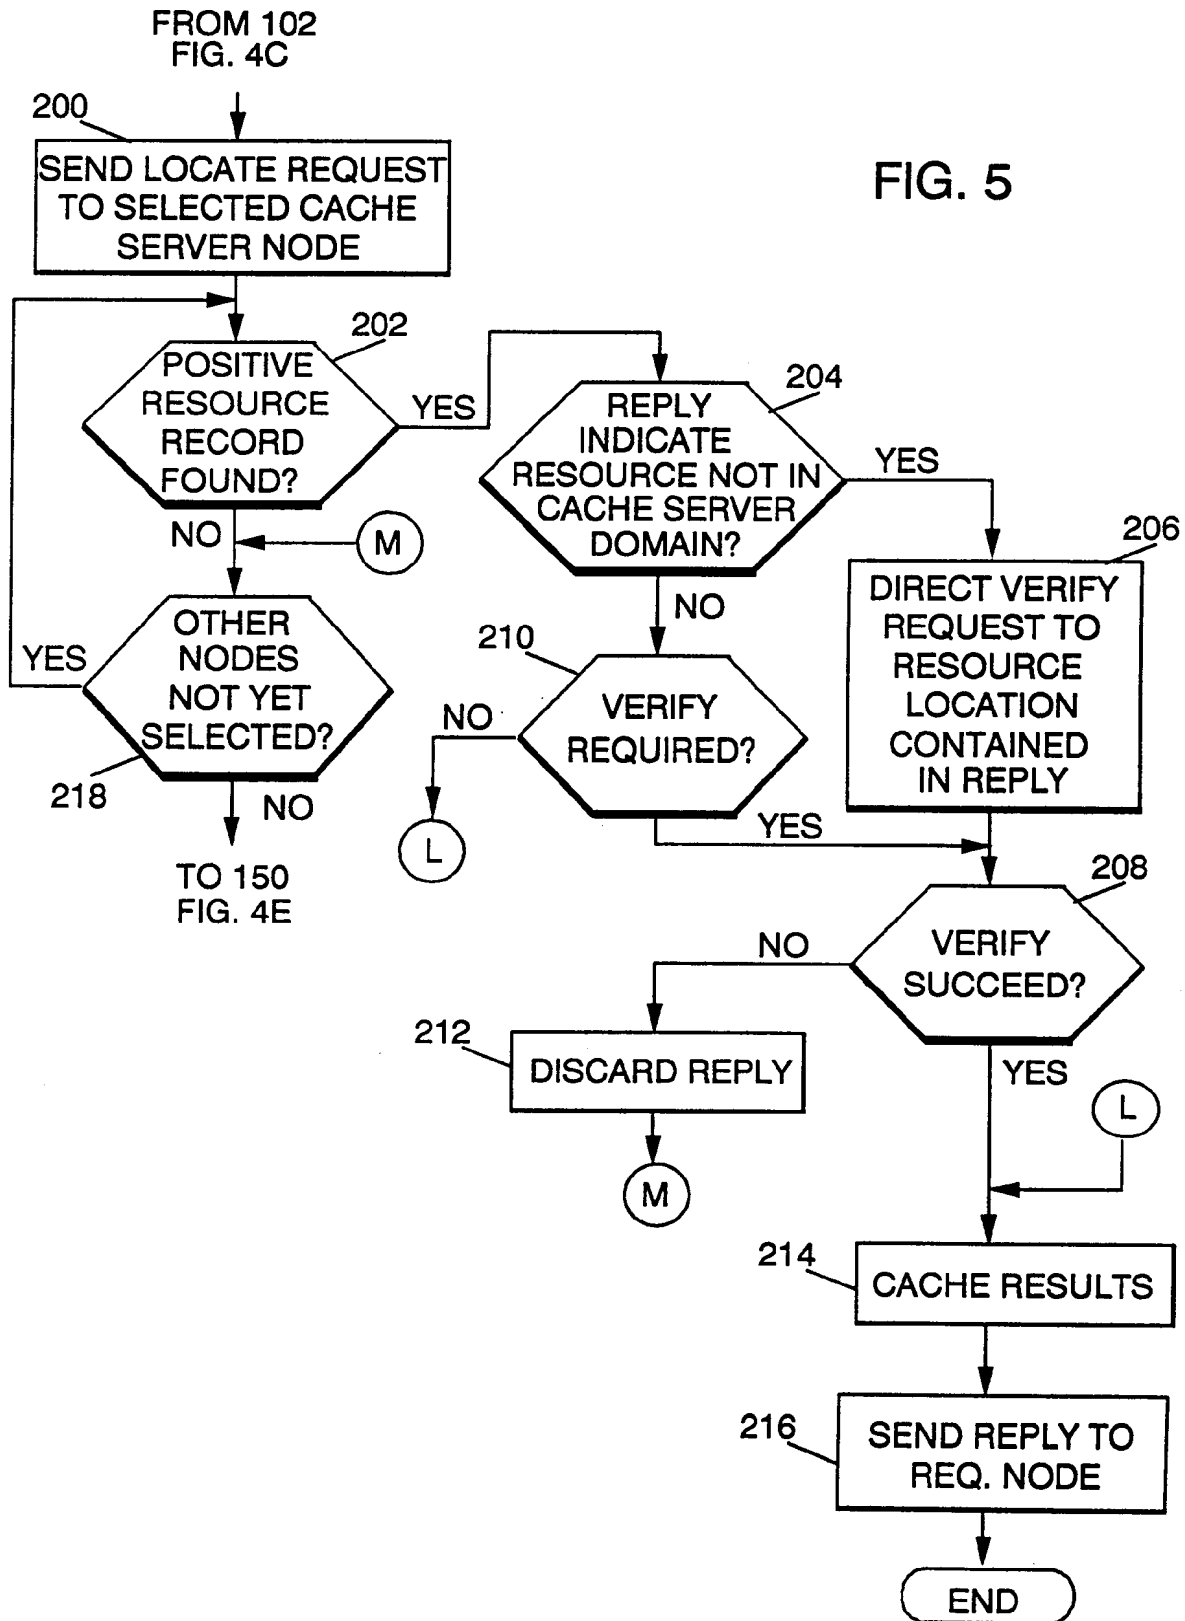 FROM 102
FIG. 4C
200
SEND LOCATE REQUEST
TO SELECTED CACHE
SERVER NODE
FIG. 5
202
POSITIVE
RESOURCE
RECORD
FOUND?
YES
NO
M
204
REPLY
INDICATE
RESOURCE NOT IN
CACHE SERVER
DOMAIN?
YES
NO
206
DIRECT VERIFY
REQUEST TO
RESOURCE
LOCATION
CONTAINED
IN REPLY
OTHER
NODES
NOT YET
SELECTED?
YES
218
NO
TO 150
FIG. 4E
210
VERIFY
REQUIRED?
NO
L
YES
208
VERIFY
SUCCEED?
NO
YES
212
DISCARD REPLY
M
L
214
CACHE RESULTS
216
SEND REPLY TO
REQ. NODE
END